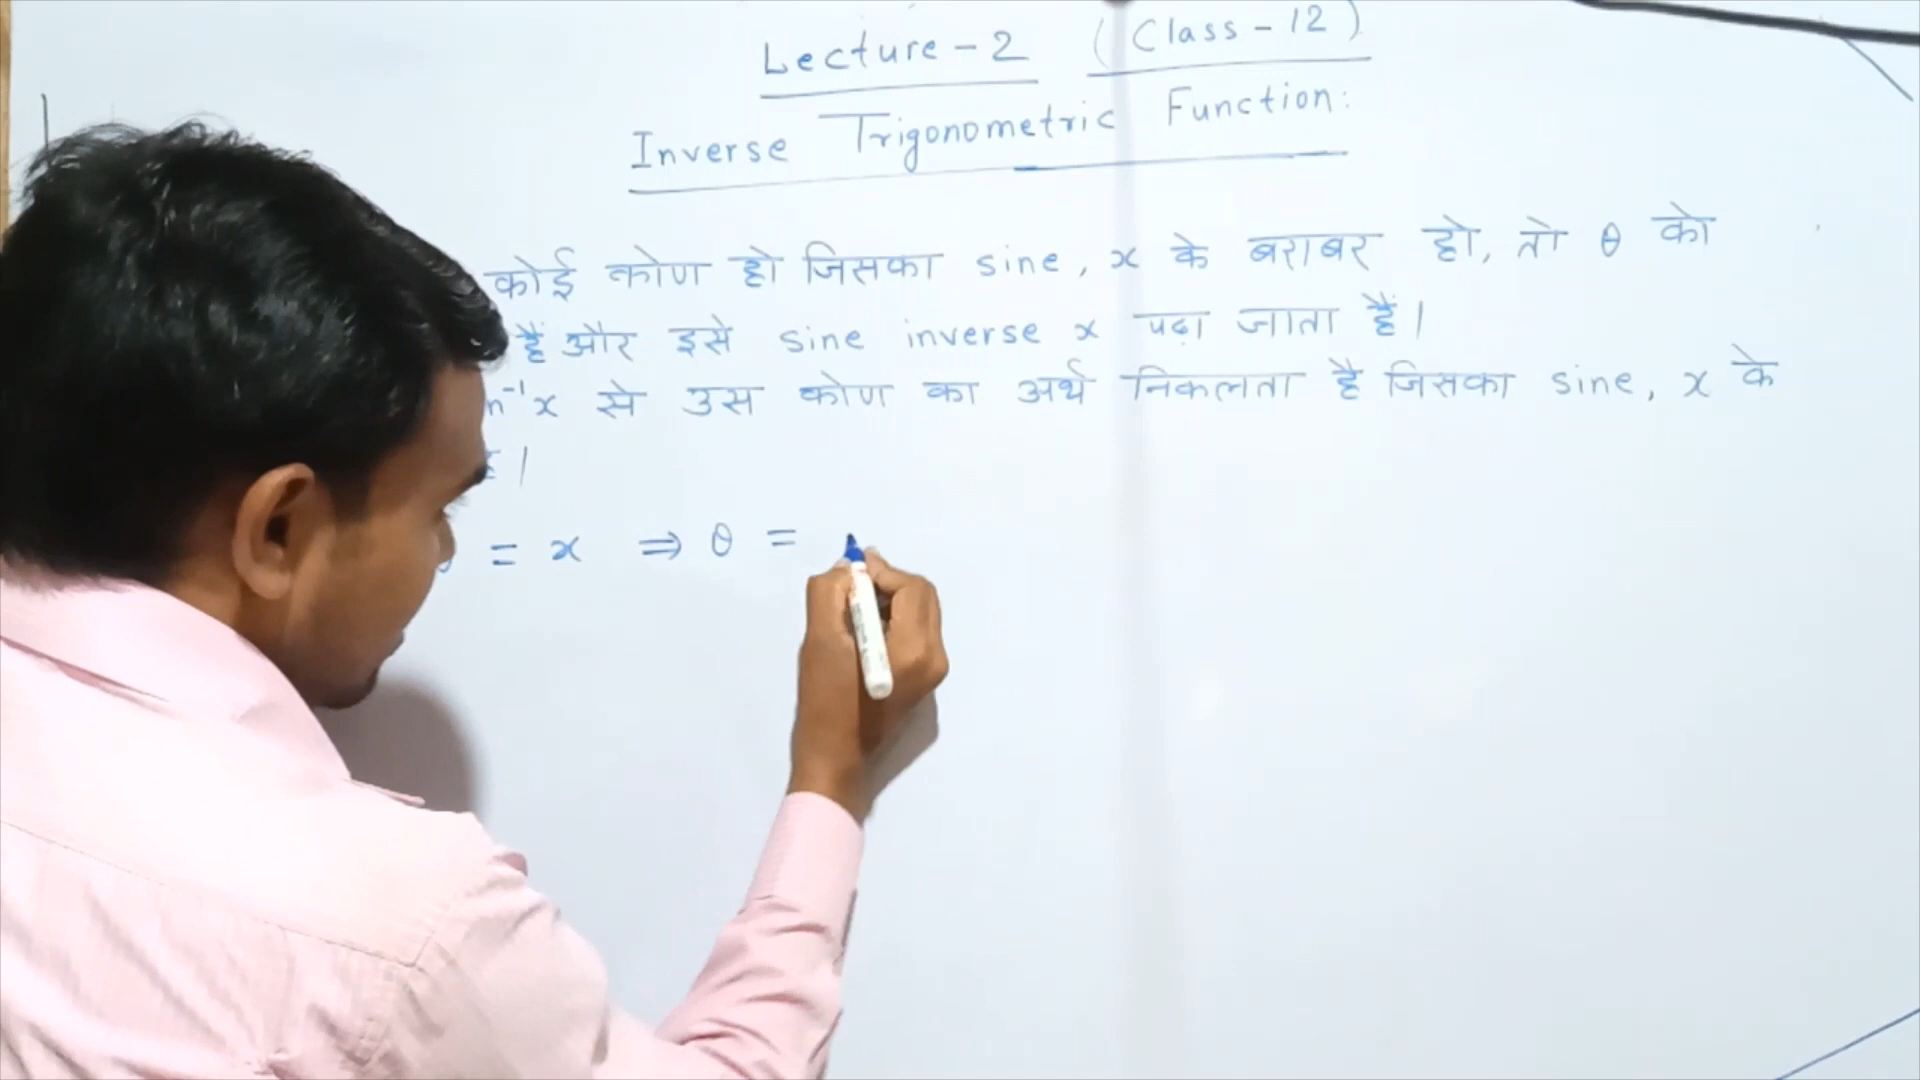 Lecture - 2 (Class - 12)
Inverse Trigonometric Function:
कोई कोण हो जिसका sine, x के बराबर हो, तो θ को
है और इसे sine inverse x पढ़ा जाता है।
n⁻¹x से उस कोण का अर्थ निकलता है जिसका sine, x के
।
= x ⇒ θ =